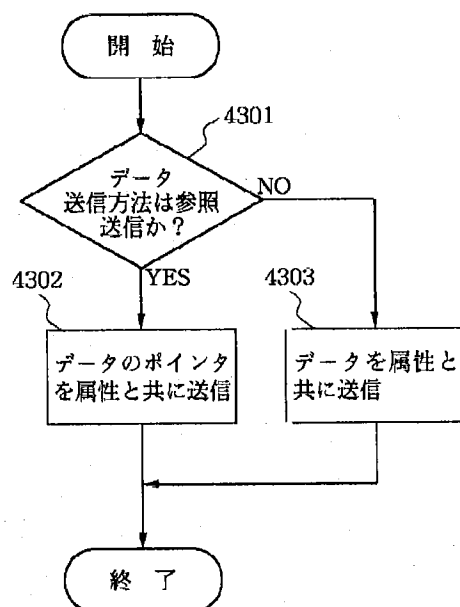 開 始
4301
データ
送信方法は参照
送信か？
NO
YES
4302
データのポインタ
を属性と共に送信
4303
データを属性と
共に送信
終 了